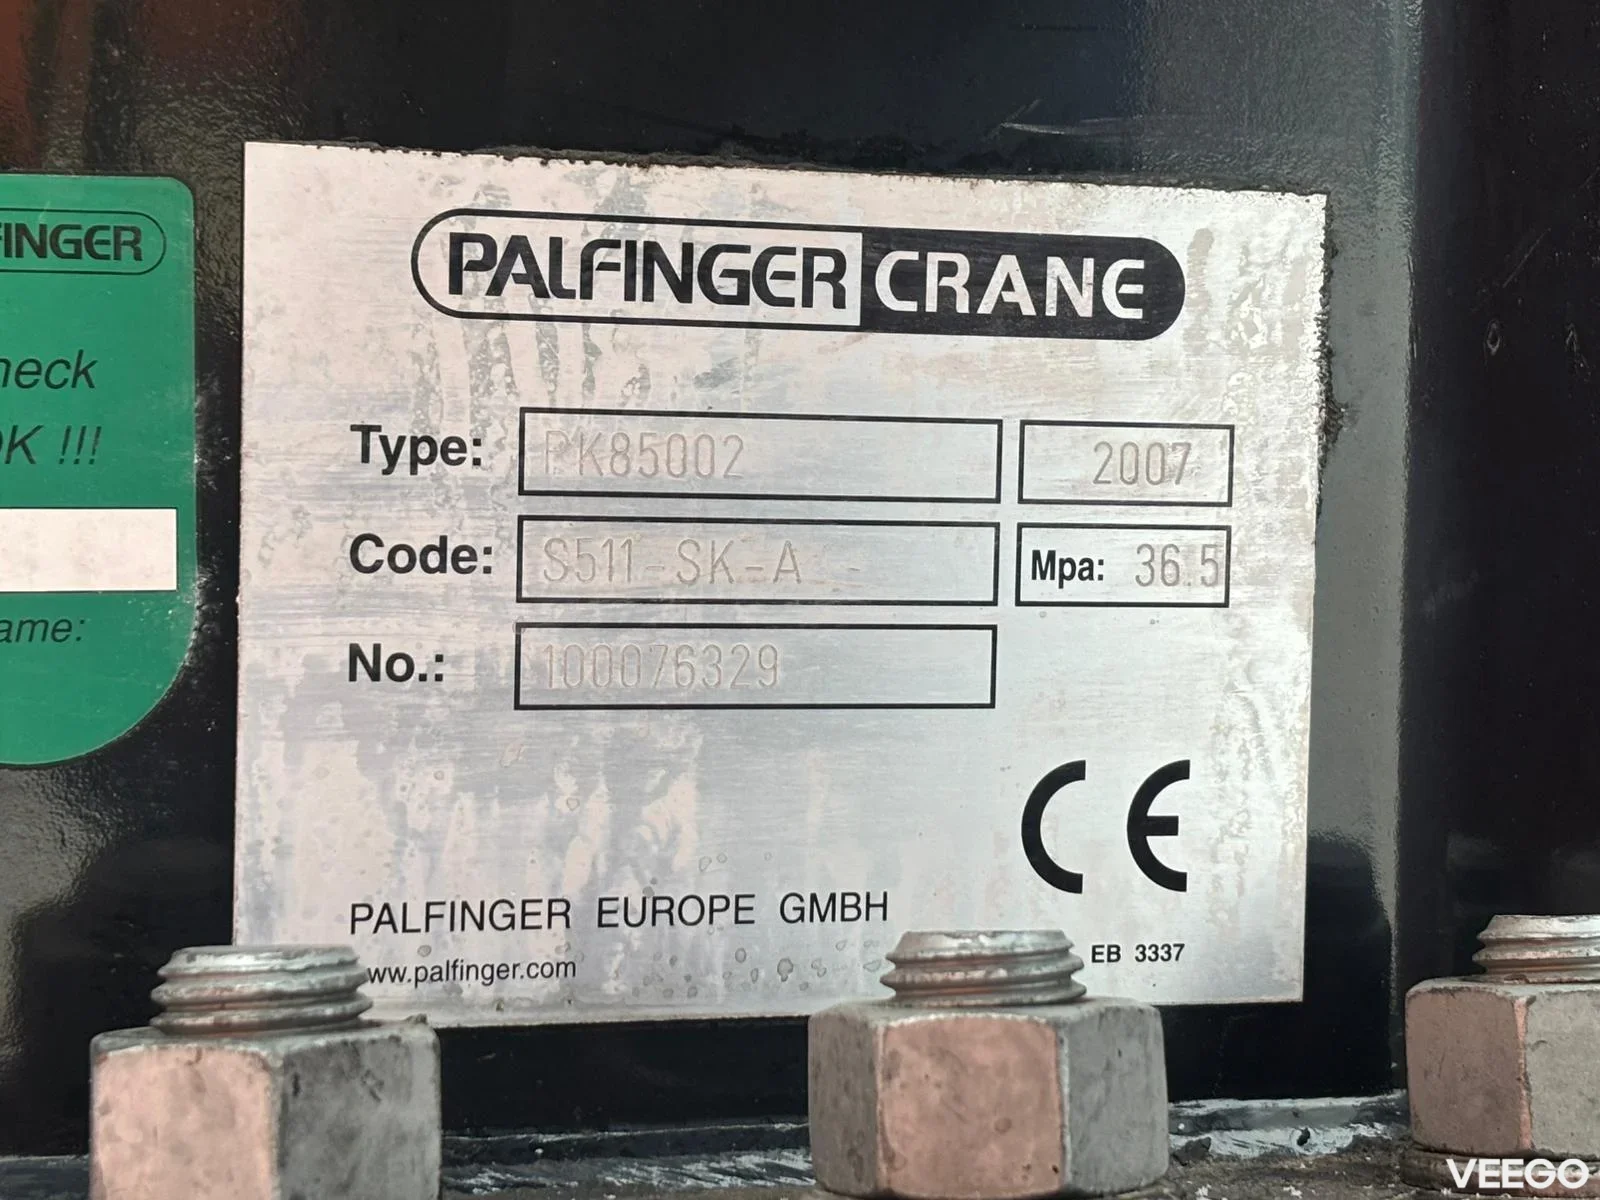 FINGER
heck
OK !!!
ame:
PALFINGER CRANE
Type: PK85002 2007
Code: S511-SK-A - Mpa: 36.5
No.: 100076329
CE
PALFINGER EUROPE GMBH
www.palfinger.com
EB 3337
VEEGO